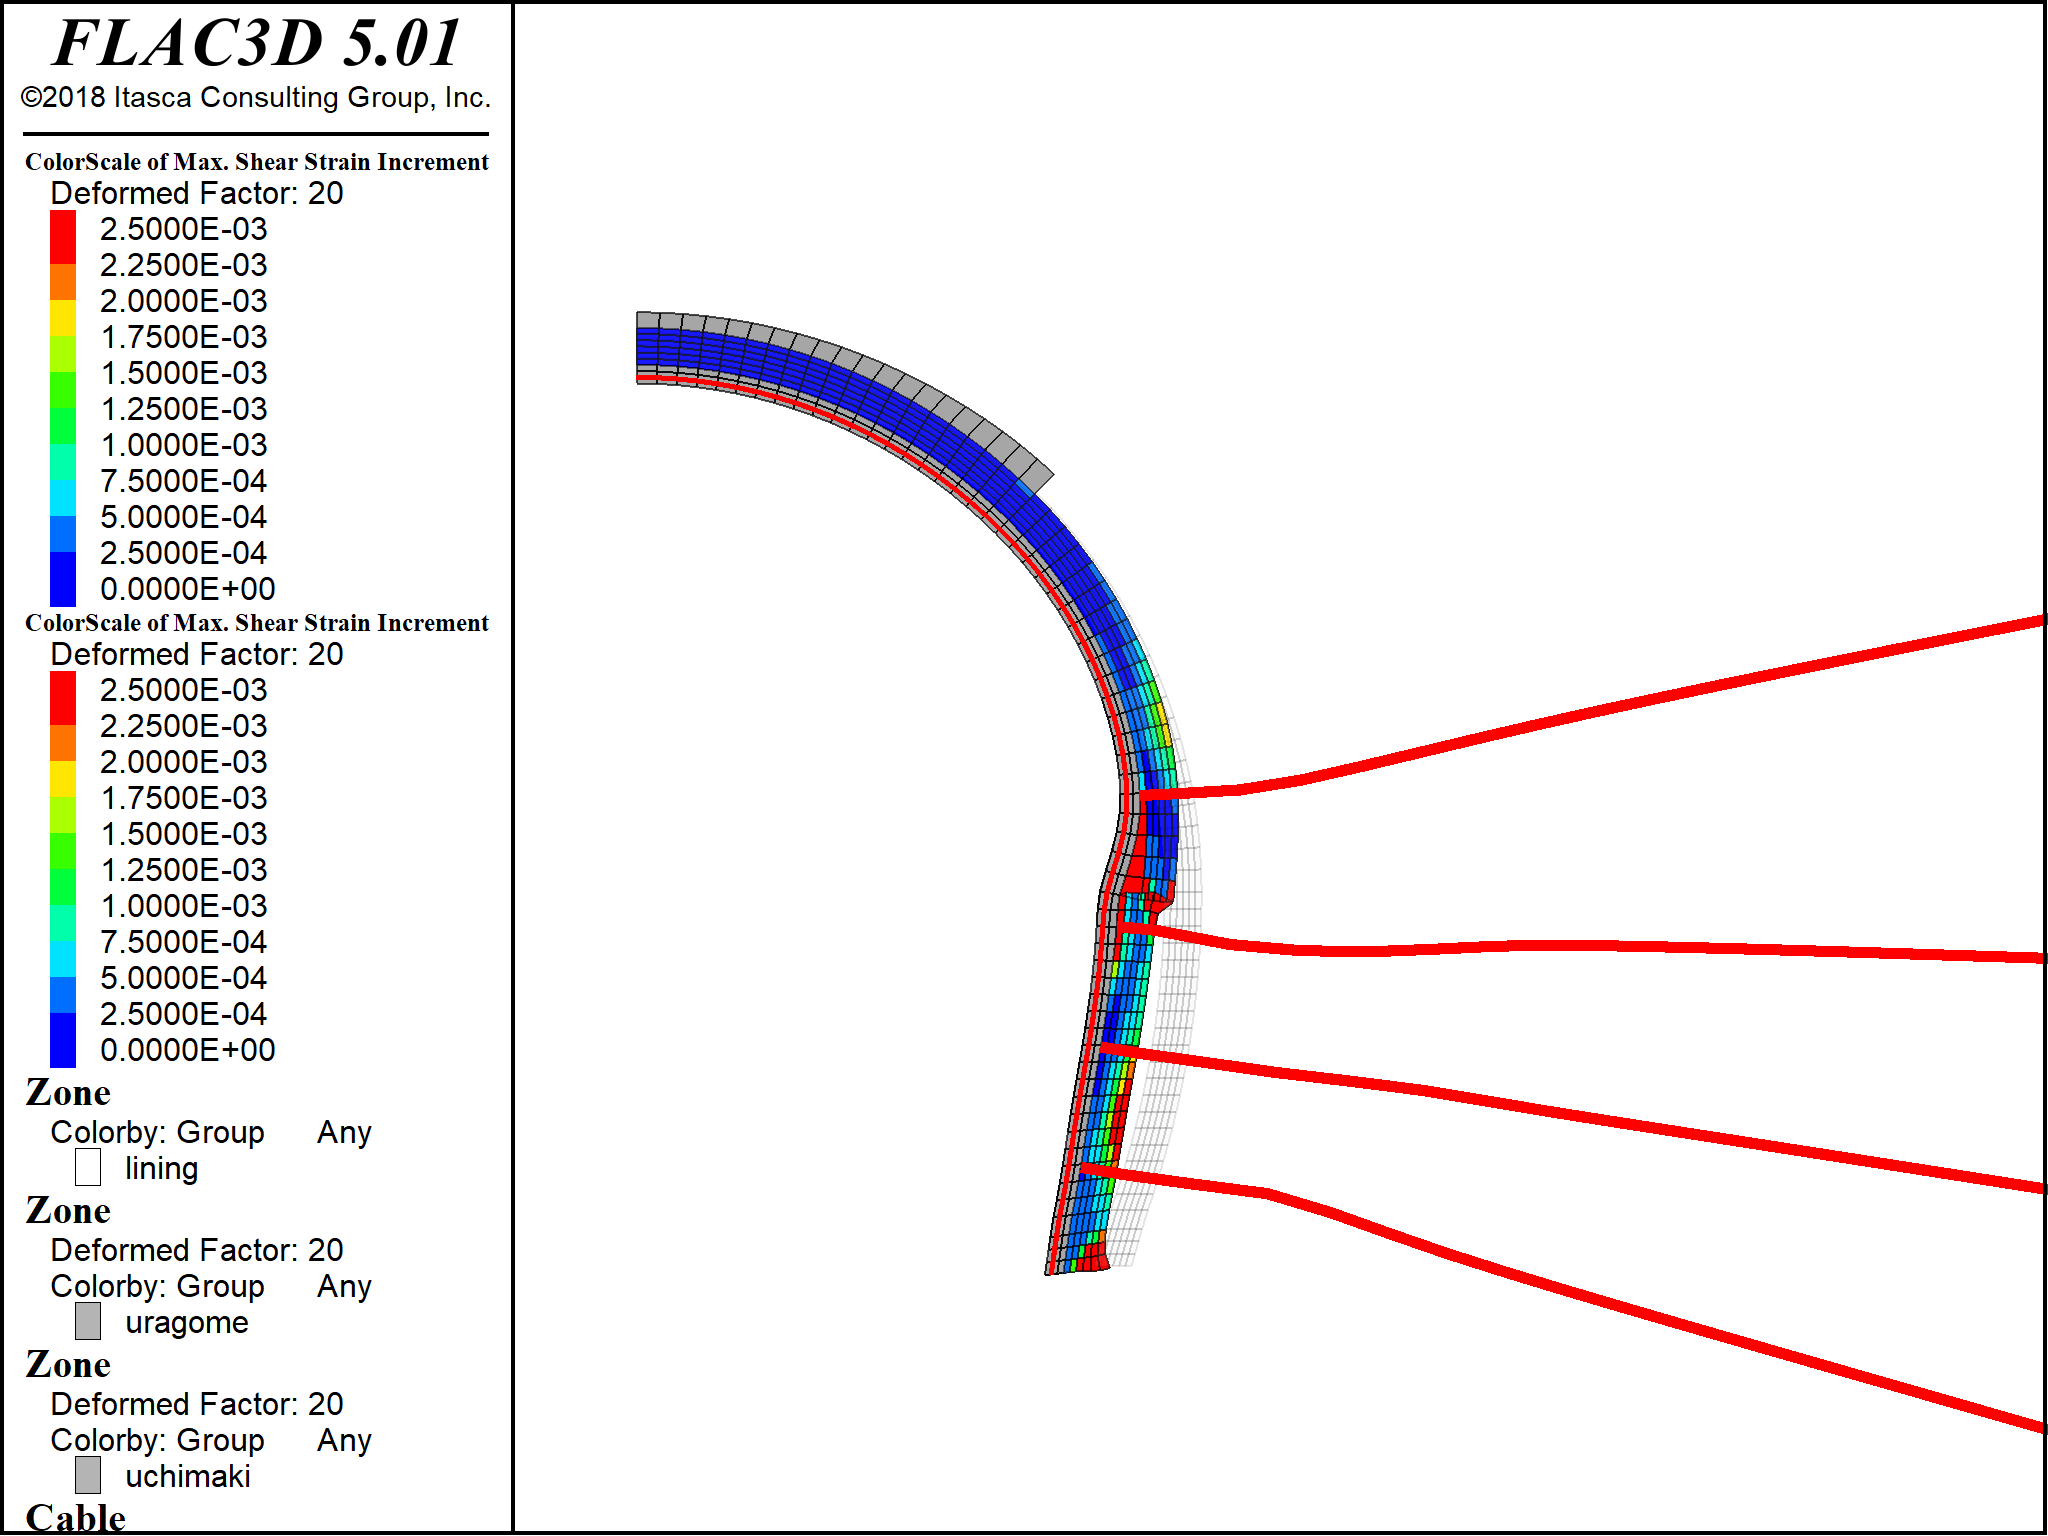 FLAC3D 5.01
©2018 Itasca Consulting Group, Inc.
ColorScale of Max. Shear Strain Increment
Deformed Factor: 20
2.5000E-03
2.2500E-03
2.0000E-03
1.7500E-03
1.5000E-03
1.2500E-03
1.0000E-03
7.5000E-04
5.0000E-04
2.5000E-04
0.0000E+00
ColorScale of Max. Shear Strain Increment
Deformed Factor: 20
2.5000E-03
2.2500E-03
2.0000E-03
1.7500E-03
1.5000E-03
1.2500E-03
1.0000E-03
7.5000E-04
5.0000E-04
2.5000E-04
0.0000E+00
Zone
Colorby: Group Any
lining
Zone
Deformed Factor: 20
Colorby: Group Any
uragome
Zone
Deformed Factor: 20
Colorby: Group Any
uchimaki
Cable